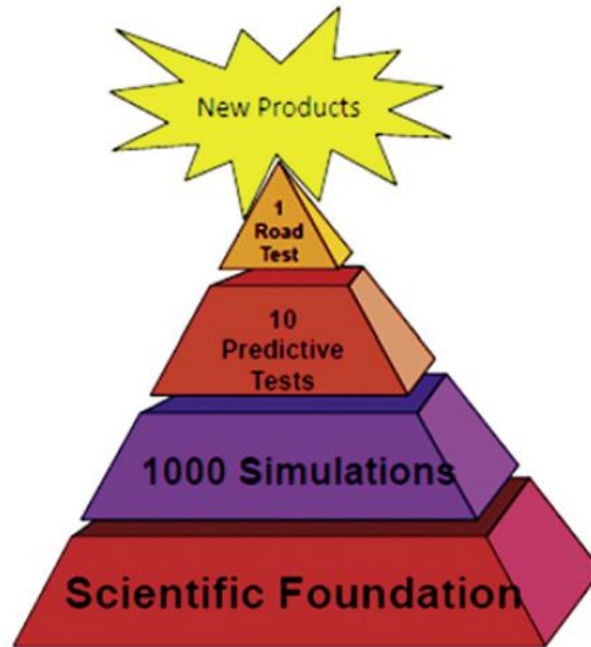 New Products
1
Road
Test
10
Predictive
Tests
1000 Simulations
Scientific Foundation